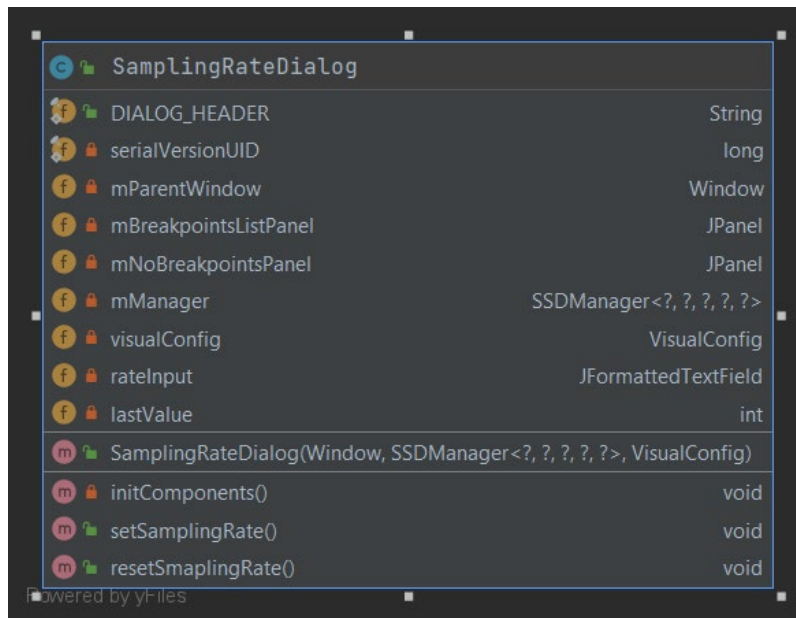 SamplingRateDialog
DIALOG_HEADER String
serialVersionUID long
mParentWindow Window
mBreakpointsListPanel JPanel
mNoBreakpointsPanel JPanel
mManager SSDManager<?, ?, ?, ?, ?>
visualConfig VisualConfig
rateInput JFormattedTextField
lastValue int
SamplingRateDialog(Window, SSDManager<?, ?, ?, ?, ?>, VisualConfig)
initComponents() void
setSamplingRate() void
resetSmaplingRate() void
Powered by yFiles